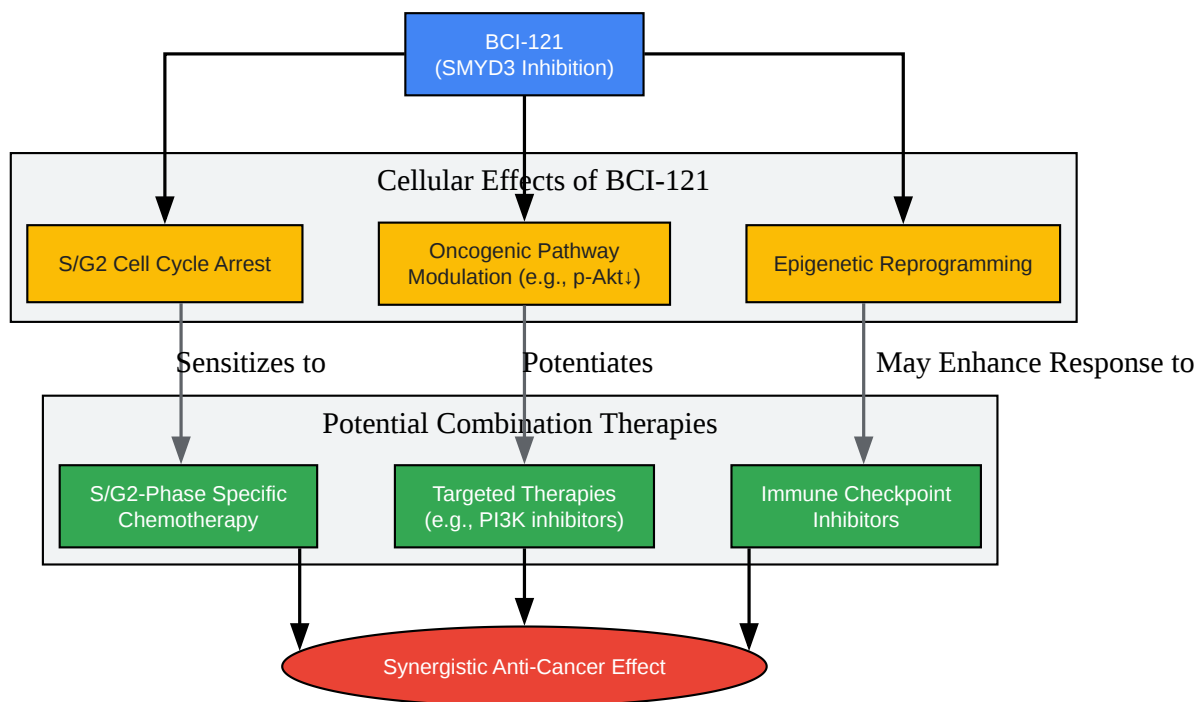 BCI-121
(SMYD3 Inhibition)
Cellular Effects of BCI-121
S/G2 Cell Cycle Arrest
Oncogenic Pathway
Modulation (e.g., p-Akt↓)
Epigenetic Reprogramming
Sensitizes to
Potentiates
May Enhance Response to
Potential Combination Therapies
S/G2-Phase Specific
Chemotherapy
Targeted Therapies
(e.g., PI3K inhibitors)
Immune Checkpoint
Inhibitors
Synergistic Anti-Cancer Effect